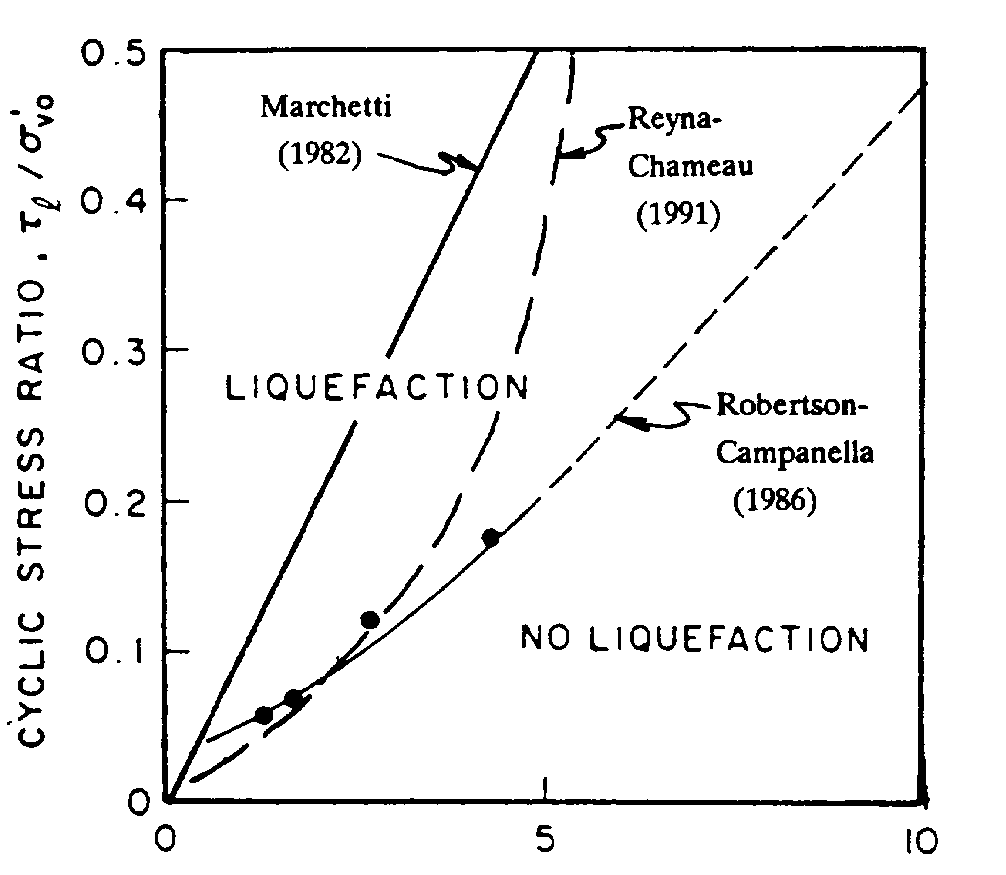 CYCLIC STRESS RATIO, τℓ / σ'vo
0.5
0.4
0.3
0.2
0.1
0
0
5
10
Marchetti
(1982)
Reyna-
Chameau
(1991)
LIQUEFACTION
Robertson-
Campanella
(1986)
NO LIQUEFACTION